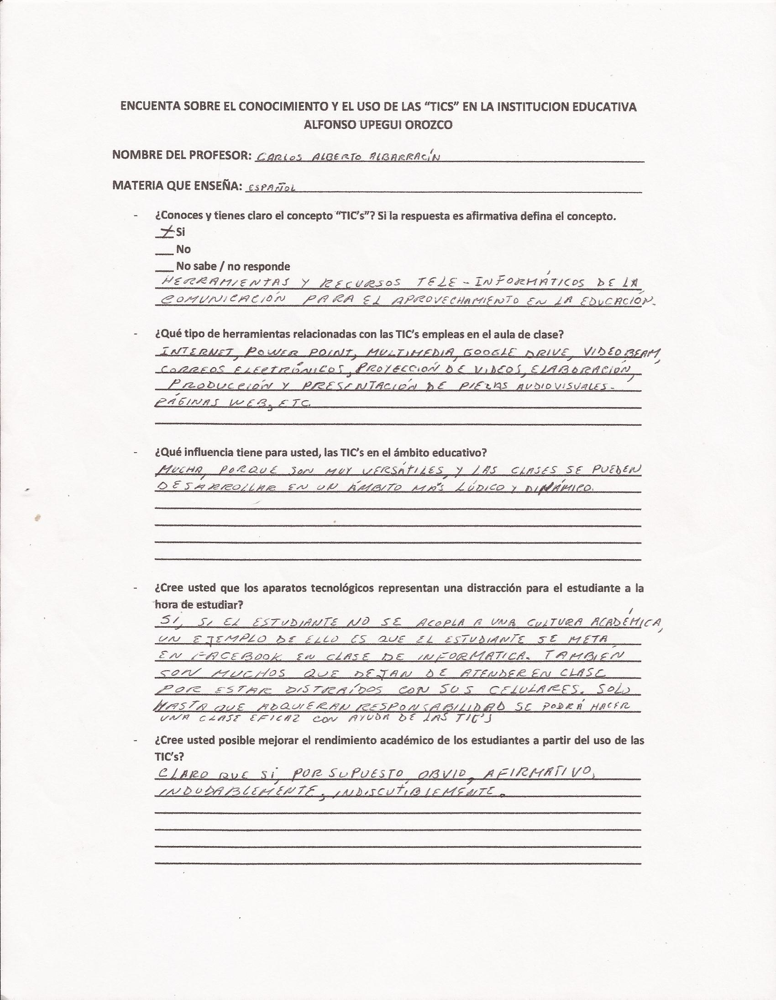 ENCUENTA SOBRE EL CONOCIMIENTO Y EL USO DE LAS “TICS” EN LA INSTITUCION EDUCATIVA
ALFONSO UPEGUI OROZCO
NOMBRE DEL PROFESOR: CARLOS ALBERTO ALBARRACÍN
MATERIA QUE ENSEÑA: ESPAÑOL
- ¿Conoces y tienes claro el concepto “TIC’s”? Si la respuesta es afirmativa defina el concepto.
X Si
___ No
___ No sabe / no responde
HERRAMIENTAS Y RECURSOS TELE-INFORMÁTICOS DE LA
COMUNICACIÓN PARA EL APROVECHAMIENTO EN LA EDUCACIÓN.
- ¿Qué tipo de herramientas relacionadas con las TIC’s empleas en el aula de clase?
INTERNET, POWER POINT, MULTIMEDIA, GOOGLE DRIVE, VIDEOBEAM,
CORREOS ELECTRÓNICOS, PROYECCIÓN DE VIDEOS, ELABORACIÓN,
PRODUCCIÓN Y PRESENTACIÓN DE PIEZAS AUDIOVISUALES-
PÁGINAS WEB, ETC.
- ¿Qué influencia tiene para usted, las TIC’s en el ámbito educativo?
MUCHA, PORQUE SON MUY VERSÁTILES, Y LAS CLASES SE PUEDEN
DESARROLLAR EN UN ÁMBITO MÁS LÚDICO Y DINÁMICO.
- ¿Cree usted que los aparatos tecnológicos representan una distracción para el estudiante a la
hora de estudiar?
SI, SI EL ESTUDIANTE NO SE ACOPLA A UNA CULTURA ACADÉMICA,
UN EJEMPLO DE ELLO ES QUE EL ESTUDIANTE SE META
EN FACEBOOK EN CLASE DE INFORMATICA. TAMBIÉN
SON MUCHOS QUE DEJAN DE ATENDER EN CLASE
POR ESTAR DISTRAÍDOS CON SUS CELULARES. SOLO
HASTA QUE ADQUIERAN RESPONSABILIDAD SE PODRÁ HACER
UNA CLASE EFICAZ CON AYUDA DE LAS TIC'S
- ¿Cree usted posible mejorar el rendimiento académico de los estudiantes a partir del uso de las
TIC’s?
CLARO QUE SÍ, POR SUPUESTO, OBVIO, AFIRMATIVO,
INDUDABLEMENTE, INDISCUTIBLEMENTE.